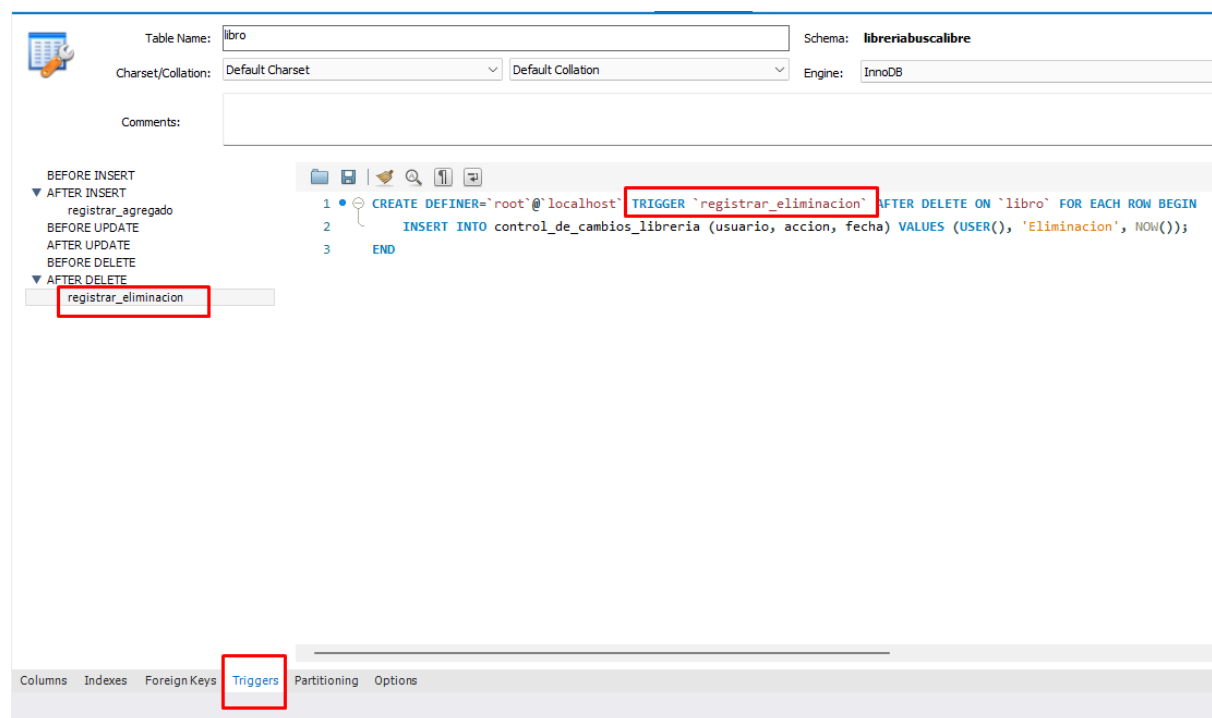 Table Name: libro Schema: libreriabuscalibre
Charset/Collation: Default Charset Default Collation Engine: InnoDB
Comments:
BEFORE INSERT
AFTER INSERT
registrar_agregado
BEFORE UPDATE
AFTER UPDATE
BEFORE DELETE
AFTER DELETE
registrar_eliminacion
1 CREATE DEFINER=`root`@`localhost` TRIGGER `registrar_eliminacion` AFTER DELETE ON `libro` FOR EACH ROW BEGIN
2 INSERT INTO control_de_cambios_libreria (usuario, accion, fecha) VALUES (USER(), 'Eliminacion', NOW());
3 END
Columns Indexes Foreign Keys Triggers Partitioning Options